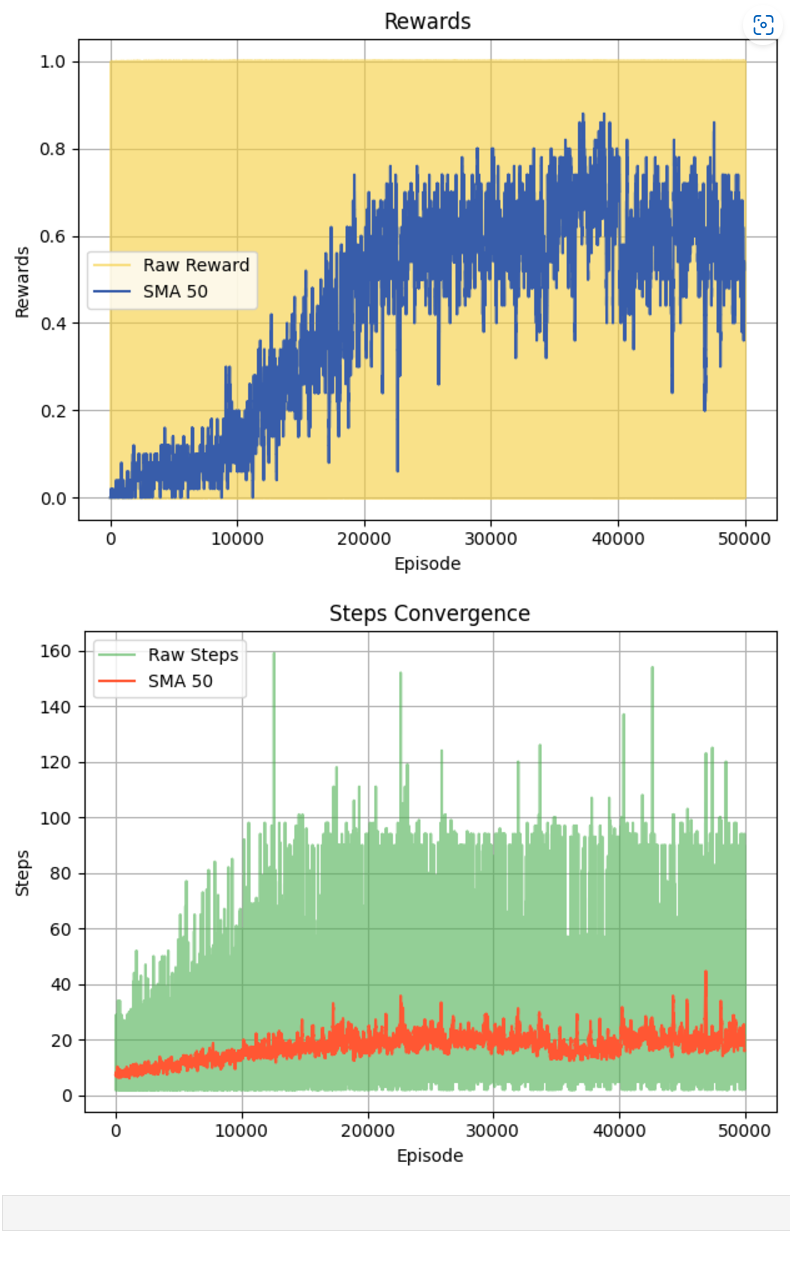 Rewards
1.0
0.8
0.6
0.4
0.2
0.0
Rewards
Raw Reward
SMA 50
0 10000 20000 30000 40000 50000
Episode
Steps Convergence
160
140
120
100
80
60
40
20
0
Steps
Raw Steps
SMA 50
0 10000 20000 30000 40000 50000
Episode